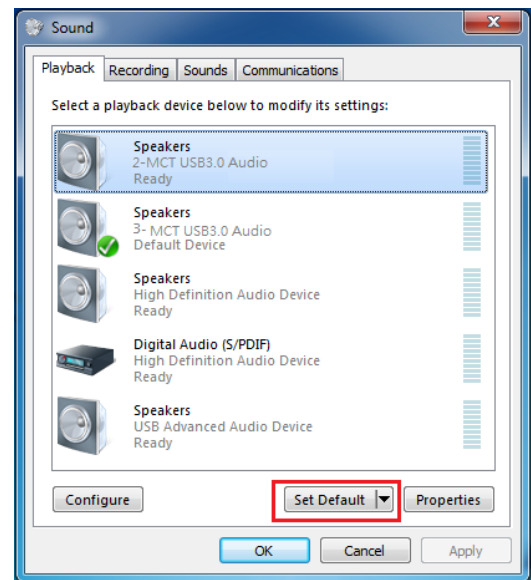 Sound
Playback Recording Sounds Communications
Select a playback device below to modify its settings:
Speakers
2-MCT USB3.0 Audio
Ready
Speakers
3- MCT USB3.0 Audio
Default Device
Speakers
High Definition Audio Device
Ready
Digital Audio (S/PDIF)
High Definition Audio Device
Ready
Speakers
USB Advanced Audio Device
Ready
Configure Set Default Properties
OK Cancel Apply